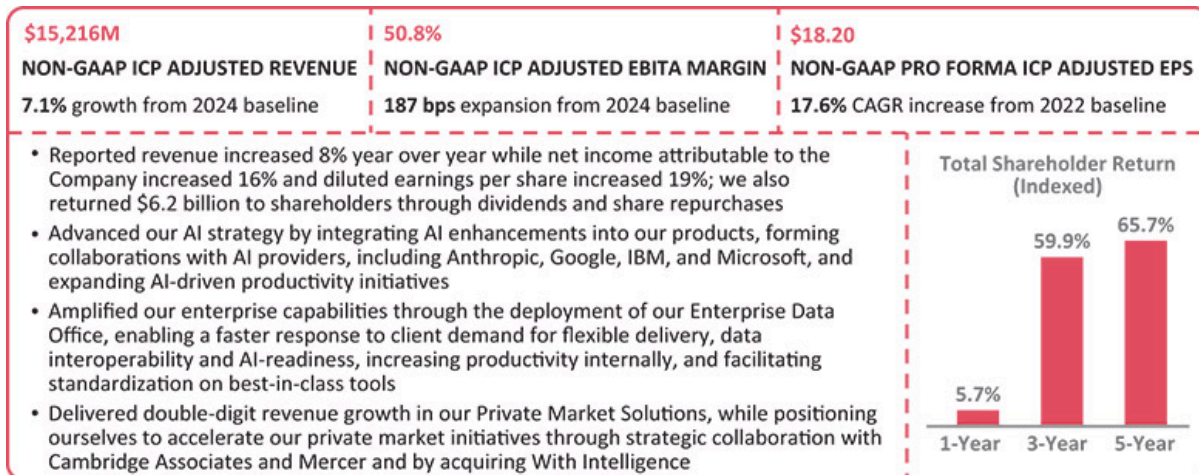 $15,216M
NON-GAAP ICP ADJUSTED REVENUE
7.1% growth from 2024 baseline
50.8%
NON-GAAP ICP ADJUSTED EBITA MARGIN
187 bps expansion from 2024 baseline
$18.20
NON-GAAP PRO FORMA ICP ADJUSTED EPS
17.6% CAGR increase from 2022 baseline
• Reported revenue increased 8% year over year while net income attributable to the
Company increased 16% and diluted earnings per share increased 19%; we also
returned $6.2 billion to shareholders through dividends and share repurchases
• Advanced our AI strategy by integrating AI enhancements into our products, forming
collaborations with AI providers, including Anthropic, Google, IBM, and Microsoft, and
expanding AI-driven productivity initiatives
• Amplified our enterprise capabilities through the deployment of our Enterprise Data
Office, enabling a faster response to client demand for flexible delivery, data
interoperability and AI-readiness, increasing productivity internally, and facilitating
standardization on best-in-class tools
• Delivered double-digit revenue growth in our Private Market Solutions, while positioning
ourselves to accelerate our private market initiatives through strategic collaboration with
Cambridge Associates and Mercer and by acquiring With Intelligence
Total Shareholder Return
(Indexed)
5.7%
59.9%
65.7%
1-Year
3-Year
5-Year